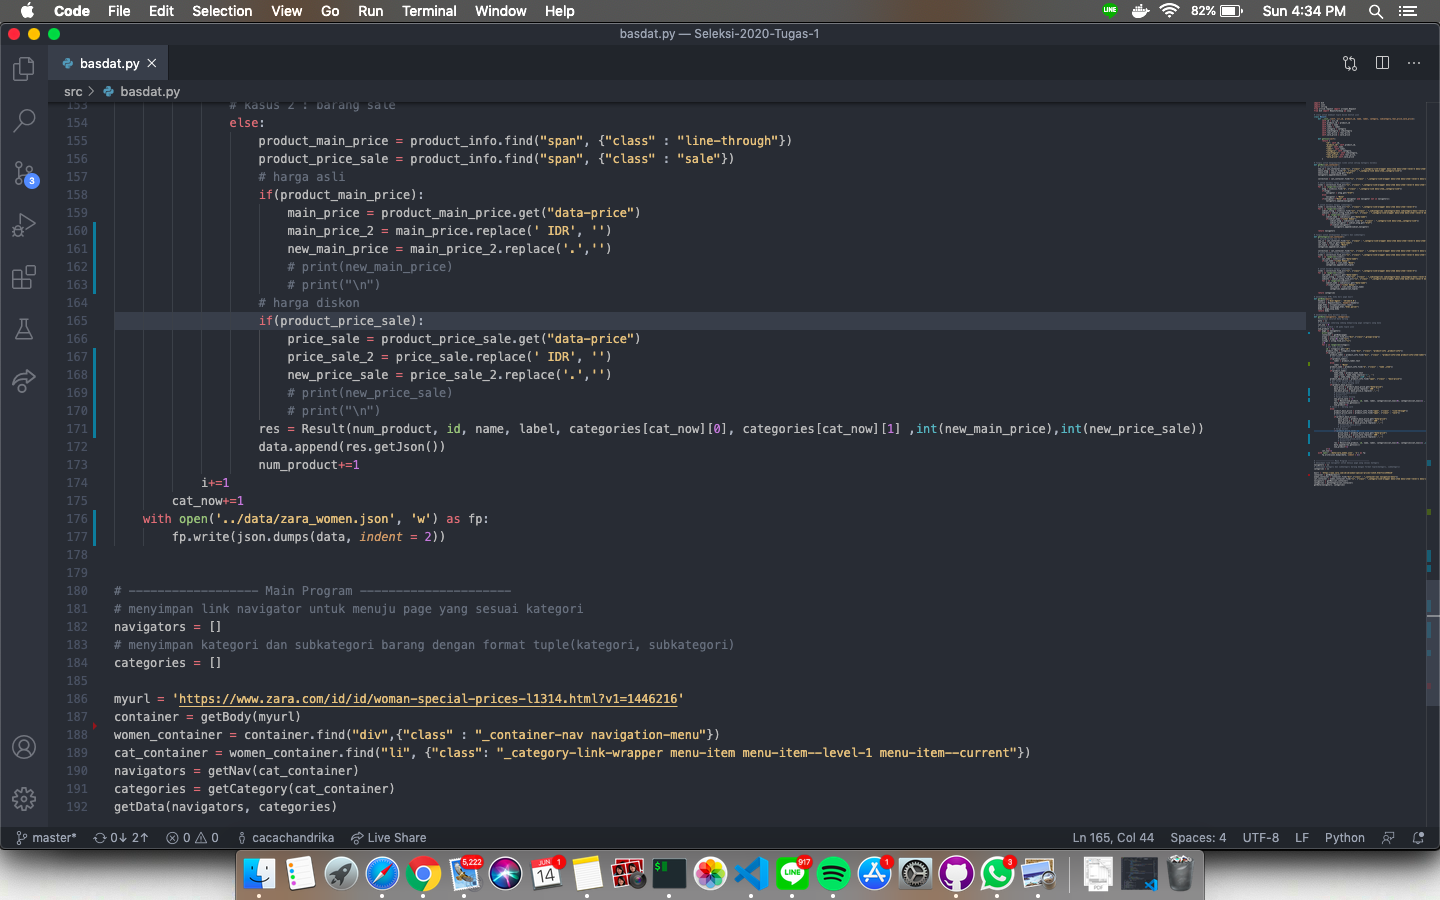 Code File Edit Selection View Go Run Terminal Window Help LINE 82% Sun 4:34 PM
basdat.py — Seleksi-2020-Tugas-1
basdat.py
src > basdat.py
153 # kasus 2 : barang sale
154 else:
155 product_main_price = product_info.find("span", {"class" : "line-through"})
156 product_price_sale = product_info.find("span", {"class" : "sale"})
157 # harga asli
158 if(product_main_price):
159 main_price = product_main_price.get("data-price")
160 main_price_2 = main_price.replace(' IDR', '')
161 new_main_price = main_price_2.replace('.','')
162 # print(new_main_price)
163 # print("\n")
164 # harga diskon
165 if(product_price_sale):
166 price_sale = product_price_sale.get("data-price")
167 price_sale_2 = price_sale.replace(' IDR', '')
168 new_price_sale = price_sale_2.replace('.','')
169 # print(new_price_sale)
170 # print("\n")
171 res = Result(num_product, id, name, label, categories[cat_now][0], categories[cat_now][1] ,int(new_main_price),int(new_price_sale))
172 data.append(res.getJson())
173 num_product+=1
174 i+=1
175 cat_now+=1
176 with open('../data/zara_women.json', 'w') as fp:
177 fp.write(json.dumps(data, indent = 2))
178
179
180 # ------------------ Main Program ---------------------
181 # menyimpan link navigator untuk menuju page yang sesuai kategori
182 navigators = []
183 # menyimpan kategori dan subkategori barang dengan format tuple(kategori, subkategori)
184 categories = []
185
186 myurl = 'https://www.zara.com/id/id/woman-special-prices-l1314.html?v1=1446216'
187 container = getBody(myurl)
188 women_container = container.find("div",{"class" : "_container-nav navigation-menu"})
189 cat_container = women_container.find("li", {"class": "_category-link-wrapper menu-item menu-item--level-1 menu-item--current"})
190 navigators = getNav(cat_container)
191 categories = getCategory(cat_container)
192 getData(navigators, categories)
3
master* 0↓ 2↑ 0 0 cacachandrika Live Share Ln 165, Col 44 Spaces: 4 UTF-8 LF Python
5,222 JUN 14 1 $ LINE 917 1 3 PDF